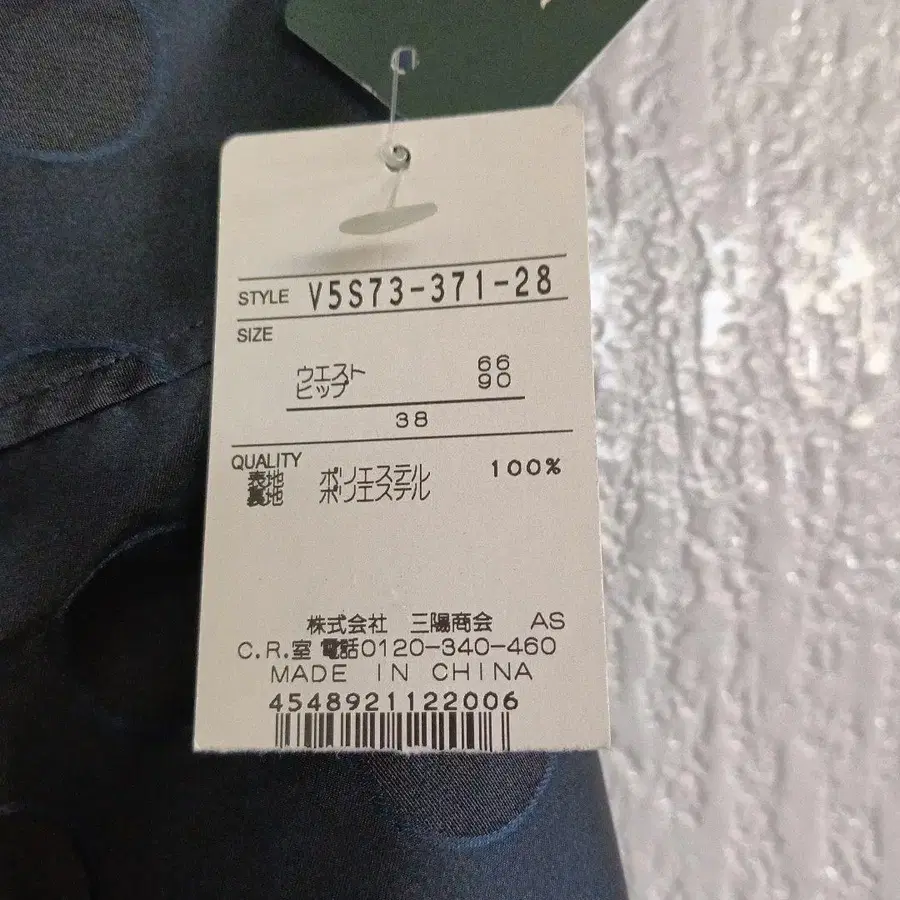 STYLE V5S73-371-28
SIZE
ウエスト 66
ヒップ 90
38
QUALITY
表地 ポリエステル 100%
裏地 ポリエステル
株式会社 三陽商会 AS
C.R.室 電話0120-340-460
MADE IN CHINA
4548921122006